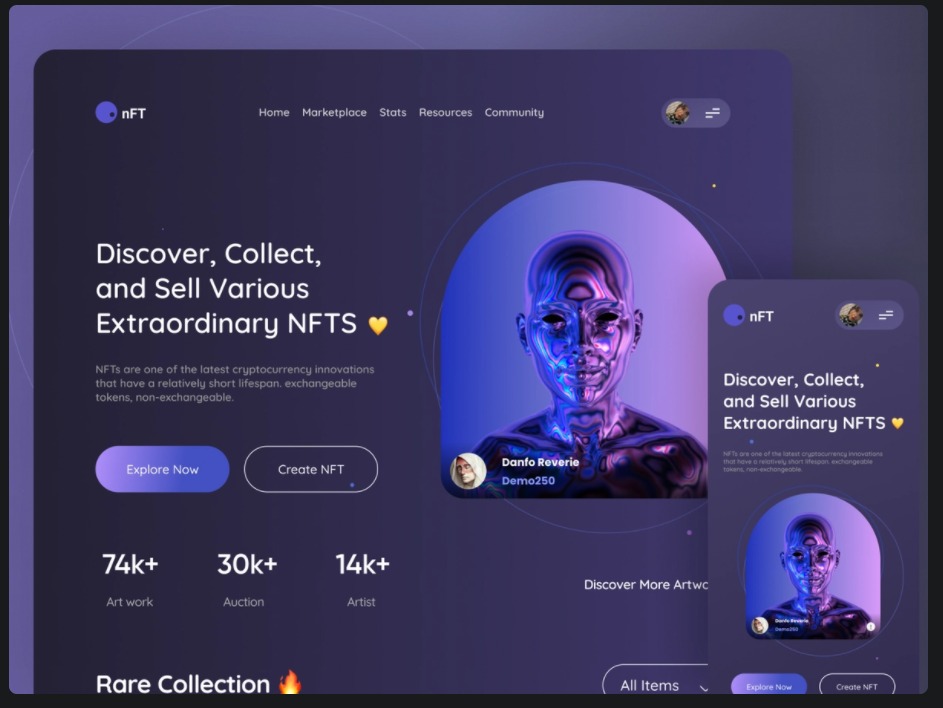 nFT
Home Marketplace Stats Resources Community
Discover, Collect,
and Sell Various
Extraordinary NFTS 💛
NFTs are one of the latest cryptocurrency innovations
that have a relatively short lifespan. exchangeable
tokens, non-exchangeable.
Explore Now
Create NFT
Danfo Reverie
Demo250
74k+
Art work
30k+
Auction
14k+
Artist
Discover More Artwo
Rare Collection 🔥
All Items
nFT
Discover, Collect,
and Sell Various
Extraordinary NFTS 💛
NFTs are one of the latest cryptocurrency innovations
that have a relatively short lifespan. exchangeable
tokens, non-exchangeable.
Danfo Reverie
Demo250
Explore Now
Create NFT